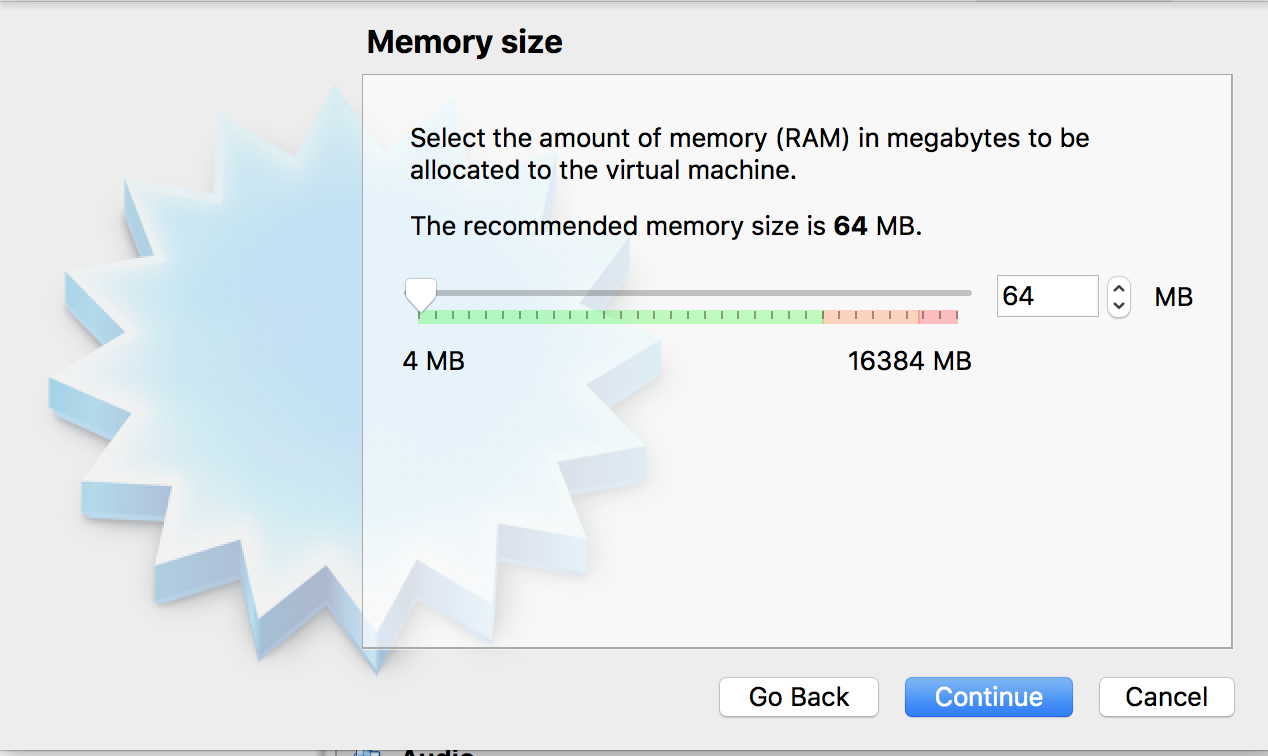 Memory size
Select the amount of memory (RAM) in megabytes to be
allocated to the virtual machine.
The recommended memory size is 64 MB.
64 MB
4 MB 16384 MB
Go Back Continue Cancel
Audio